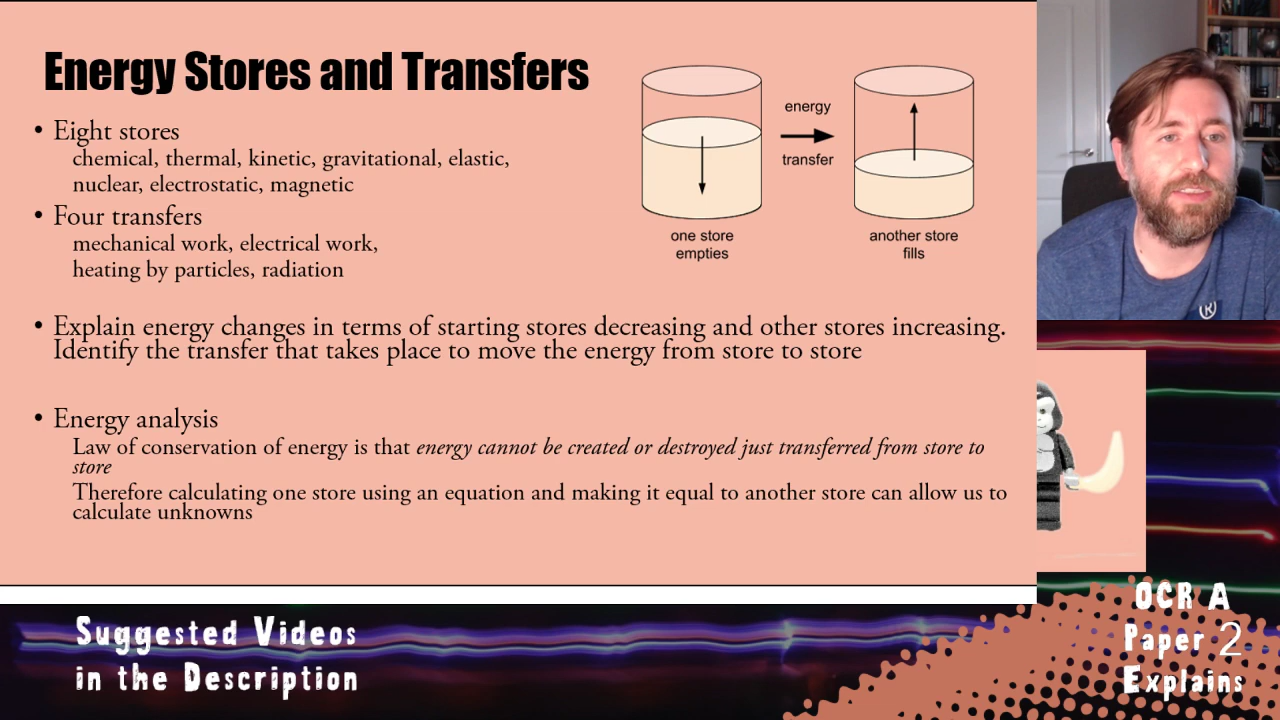 Energy Stores and Transfers
• Eight stores
chemical, thermal, kinetic, gravitational, elastic,
nuclear, electrostatic, magnetic
• Four transfers
mechanical work, electrical work,
heating by particles, radiation
energy
transfer
one store
empties
another store
fills
• Explain energy changes in terms of starting stores decreasing and other stores increasing.
Identify the transfer that takes place to move the energy from store to store
• Energy analysis
Law of conservation of energy is that energy cannot be created or destroyed just transferred from store to
store
Therefore calculating one store using an equation and making it equal to another store can allow us to
calculate unknowns
Suggested Videos
in the Description
OCR A
Paper 2
Explains